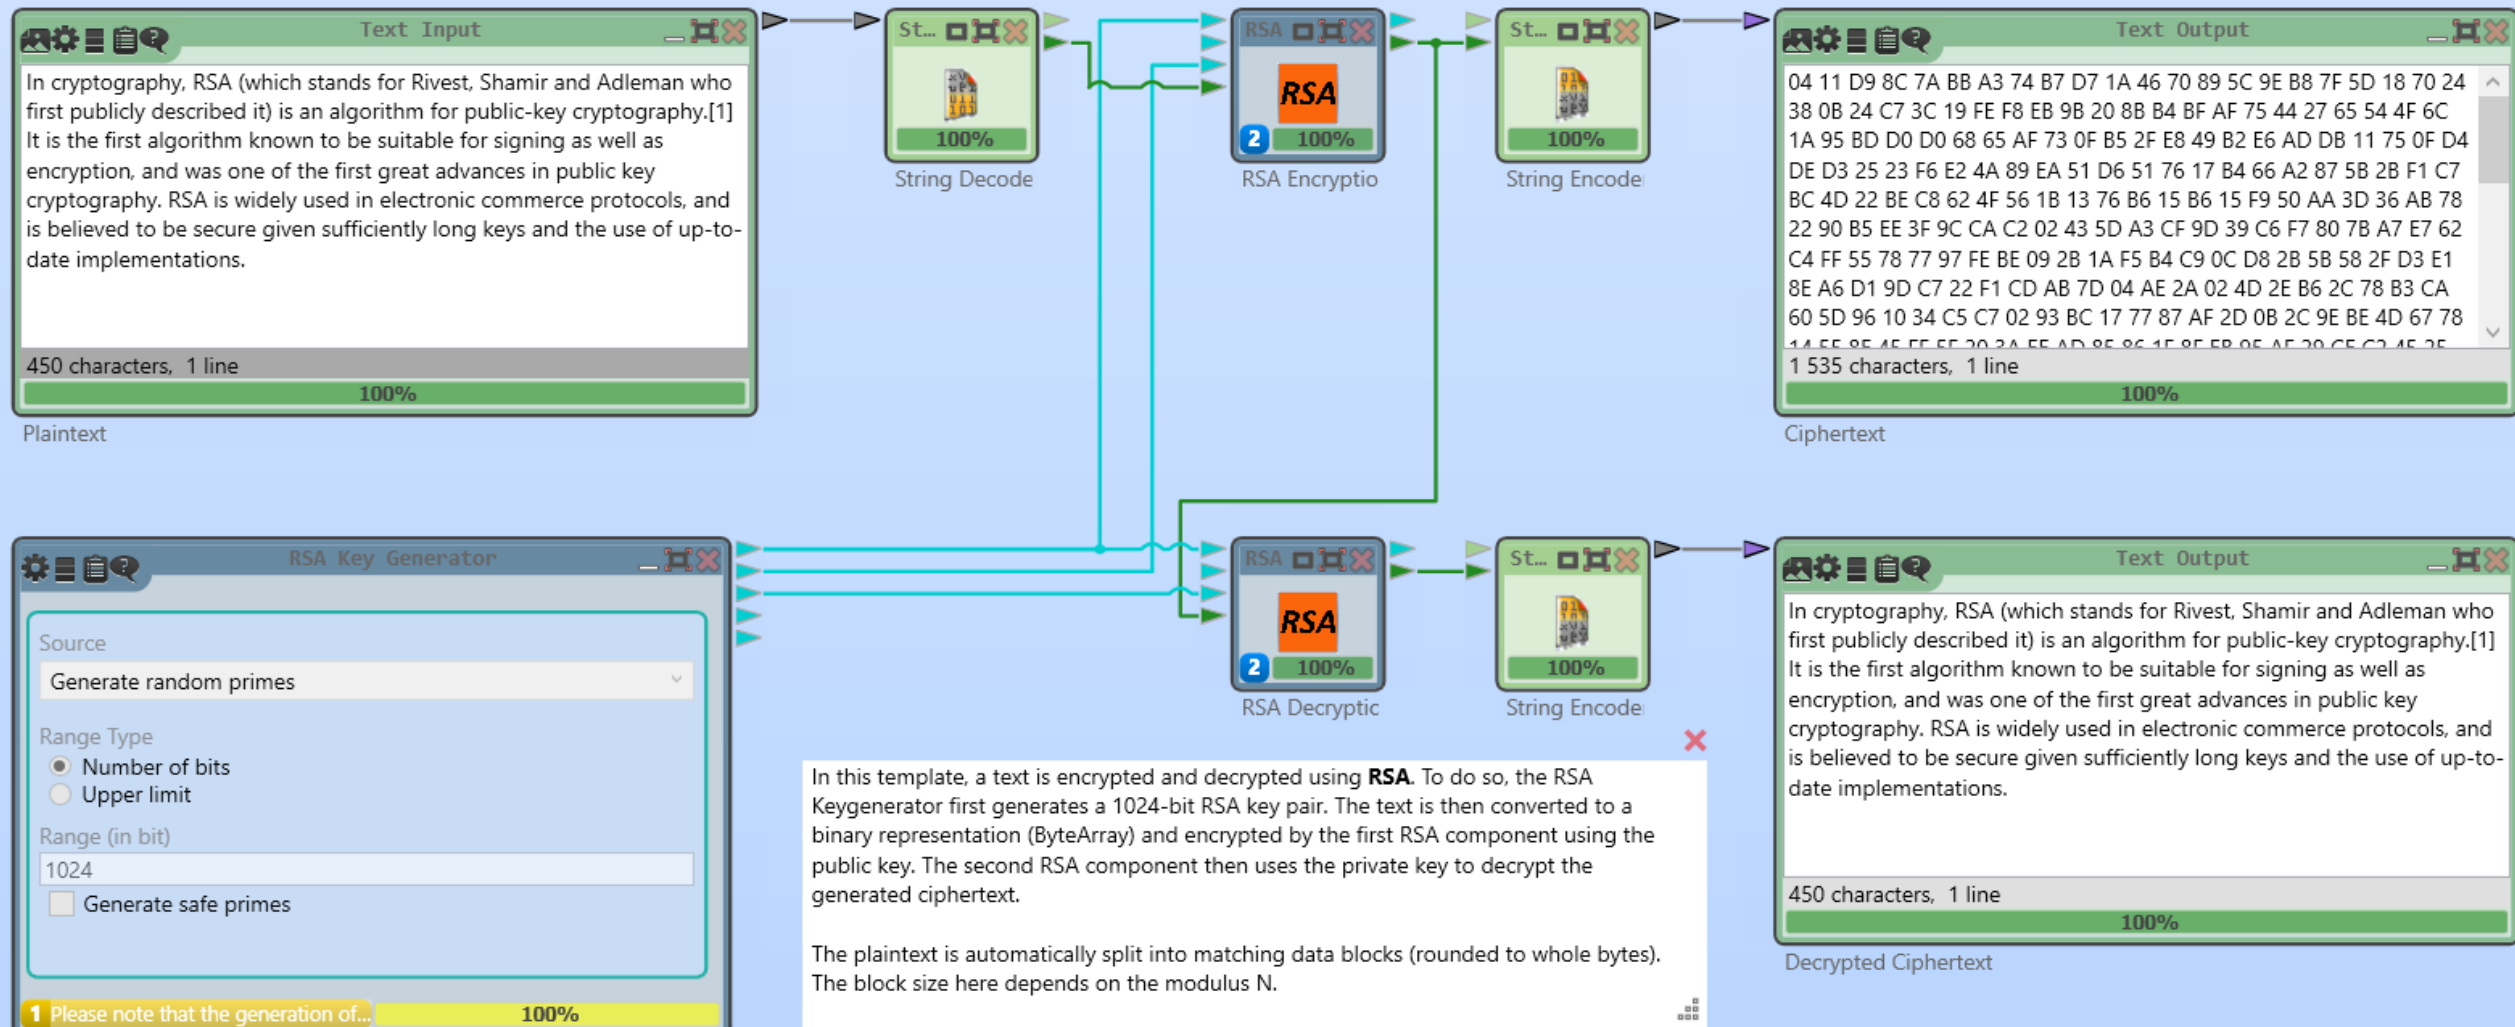 Text Input
In cryptography, RSA (which stands for Rivest, Shamir and Adleman who
first publicly described it) is an algorithm for public-key cryptography.[1]
It is the first algorithm known to be suitable for signing as well as
encryption, and was one of the first great advances in public key
cryptography. RSA is widely used in electronic commerce protocols, and
is believed to be secure given sufficiently long keys and the use of up-to-
date implementations.
450 characters, 1 line
100%
Plaintext
St...
100%
String Decode
RSA
RSA
2 100%
RSA Encryptio
St...
100%
String Encode
Text Output
04 11 D9 8C 7A BB A3 74 B7 D7 1A 46 70 89 5C 9E B8 7F 5D 18 70 24
38 0B 24 C7 3C 19 FE F8 EB 9B 20 8B B4 BF AF 75 44 27 65 54 4F 6C
1A 95 BD D0 D0 68 65 AF 73 0F B5 2F E8 49 B2 E6 AD DB 11 75 0F D4
DE D3 25 23 F6 E2 4A 89 EA 51 D6 51 76 17 B4 66 A2 87 5B 2B F1 C7
BC 4D 22 BE C8 62 4F 56 1B 13 76 B6 15 B6 15 F9 50 AA 3D 36 AB 78
22 90 B5 EE 3F 9C CA C2 02 43 5D A3 CF 9D 39 C6 F7 80 7B A7 E7 62
C4 FF 55 78 77 97 FE BE 09 2B 1A F5 B4 C9 0C D8 2B 5B 58 2F D3 E1
8E A6 D1 9D C7 22 F1 CD AB 7D 04 AE 2A 02 4D 2E B6 2C 78 B3 CA
60 5D 96 10 34 C5 C7 02 93 BC 17 77 87 AF 2D 0B 2C 9E BE 4D 67 78
1 535 characters, 1 line
100%
Ciphertext
RSA Key Generator
Source
Generate random primes
Range Type
Number of bits
Upper limit
Range (in bit)
1024
Generate safe primes
1 Please note that the generation of...
100%
RSA
RSA
2 100%
RSA Decryptic
St...
100%
String Encode
In this template, a text is encrypted and decrypted using RSA. To do so, the RSA
Keygenerator first generates a 1024-bit RSA key pair. The text is then converted to a
binary representation (ByteArray) and encrypted by the first RSA component using the
public key. The second RSA component then uses the private key to decrypt the
generated ciphertext.
The plaintext is automatically split into matching data blocks (rounded to whole bytes).
The block size here depends on the modulus N.
Text Output
In cryptography, RSA (which stands for Rivest, Shamir and Adleman who
first publicly described it) is an algorithm for public-key cryptography.[1]
It is the first algorithm known to be suitable for signing as well as
encryption, and was one of the first great advances in public key
cryptography. RSA is widely used in electronic commerce protocols, and
is believed to be secure given sufficiently long keys and the use of up-to-
date implementations.
450 characters, 1 line
100%
Decrypted Ciphertext